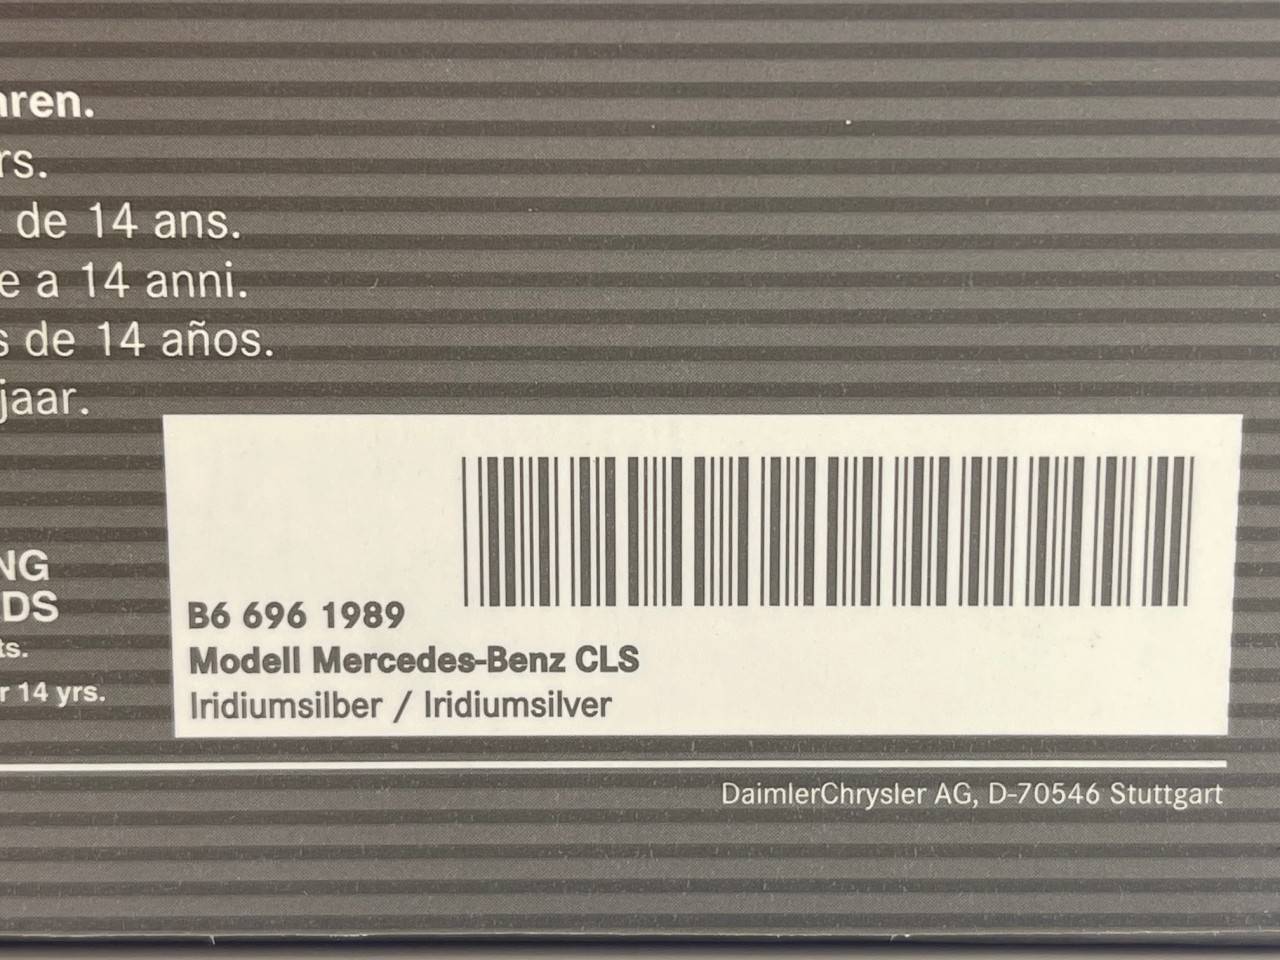 aren.
rs.
de 14 ans.
e a 14 anni.
s de 14 años.
jaar.
NG
DS
ts.
r 14 yrs.
B6 696 1989
Modell Mercedes-Benz CLS
Iridiumsilber / Iridiumsilver
DaimlerChrysler AG, D-70546 Stuttgart